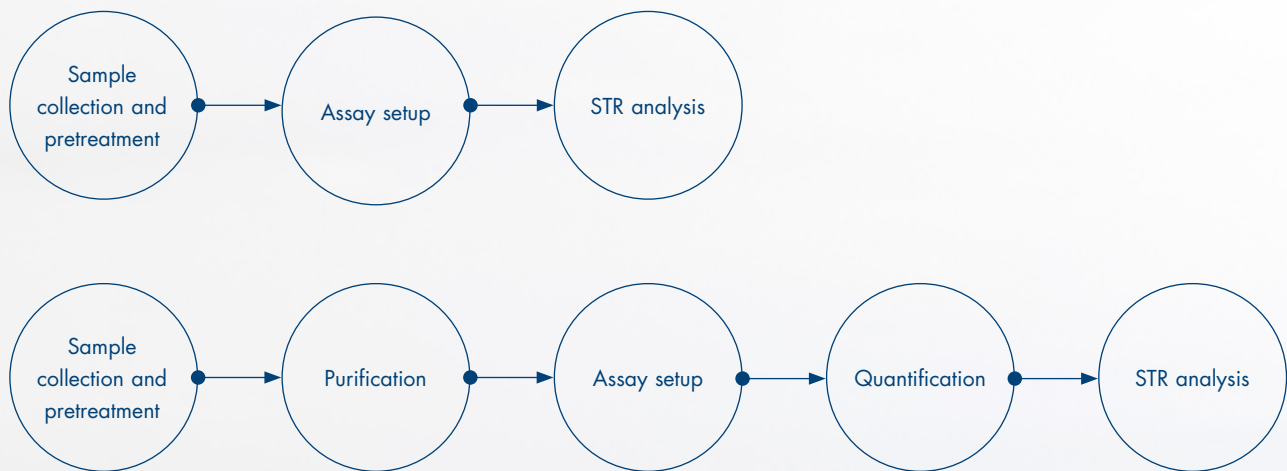 Sample
collection and
pretreatment
Assay setup
STR analysis
Sample
collection and
pretreatment
Purification
Assay setup
Quantification
STR analysis